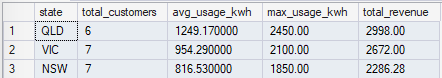 state total_customers avg_usage_kwh max_usage_kwh total_revenue
1 QLD 6 1249.170000 2450.00 2998.00
2 VIC 7 954.290000 2100.00 2672.00
3 NSW 7 816.530000 1850.00 2286.28